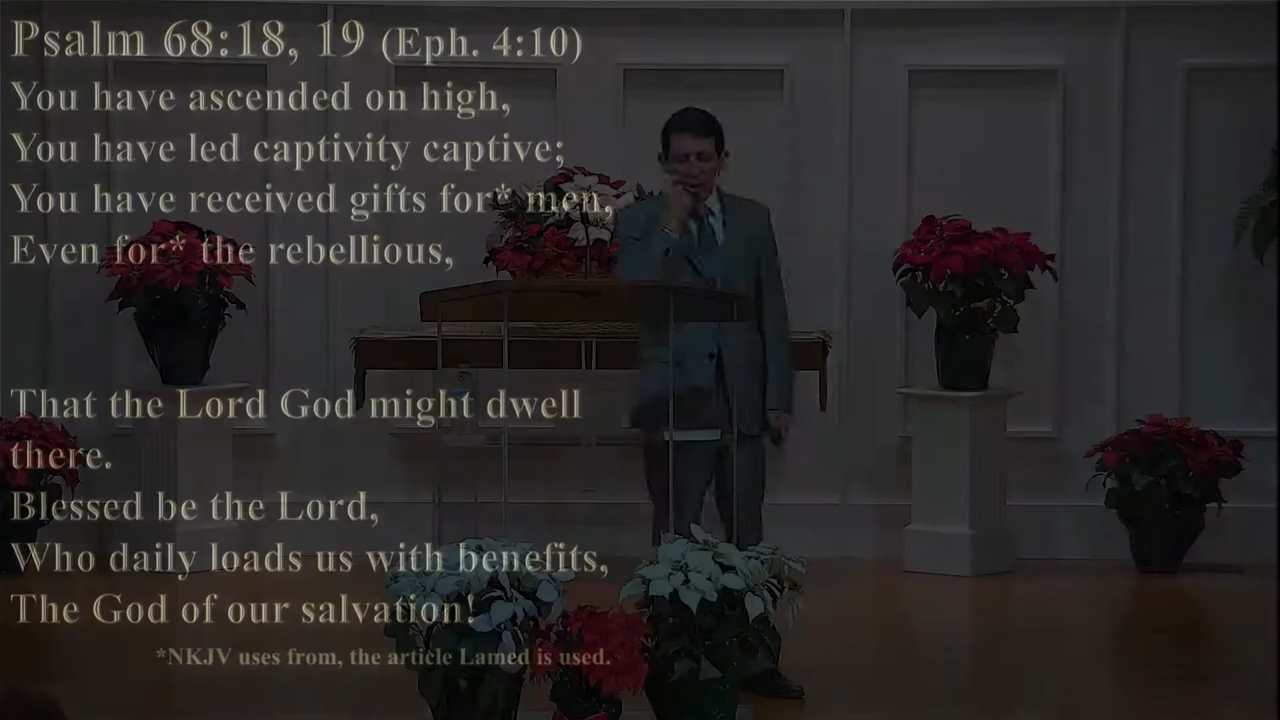 Psalm 68:18, 19 (Eph. 4:10)
You have ascended on high,
You have led captivity captive;
You have received gifts for* men,
Even for* the rebellious,
That the Lord God might dwell
there.
Blessed be the Lord,
Who daily loads us with benefits,
The God of our salvation!
*NKJV uses from, the article Lamed is used.